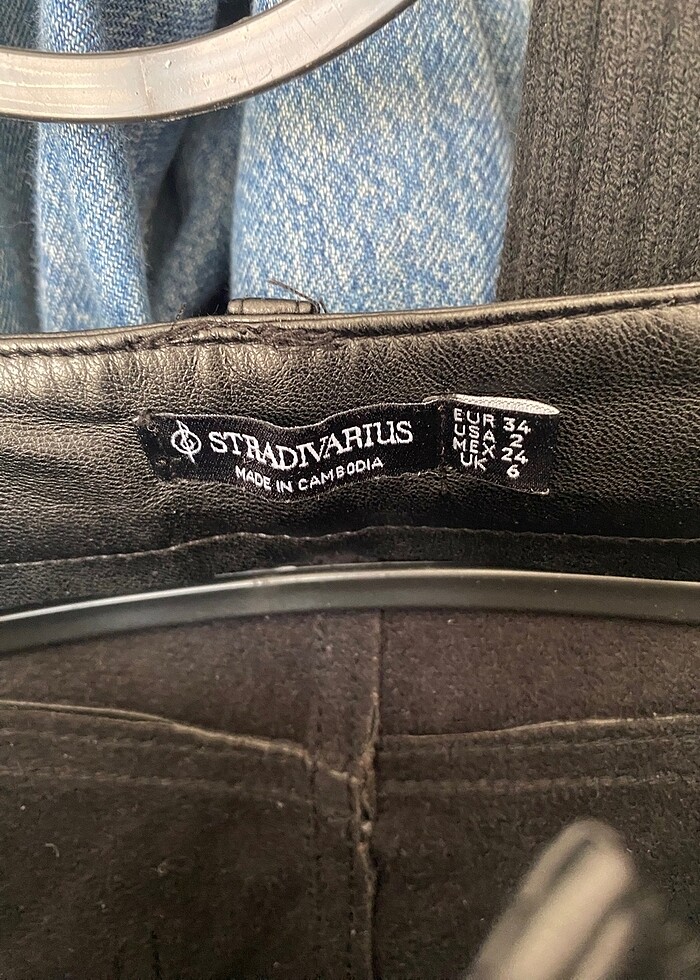 STRADIVARIUS
MADE IN CAMBODIA
EUR 34
USA 2
MEX 24
UK 6